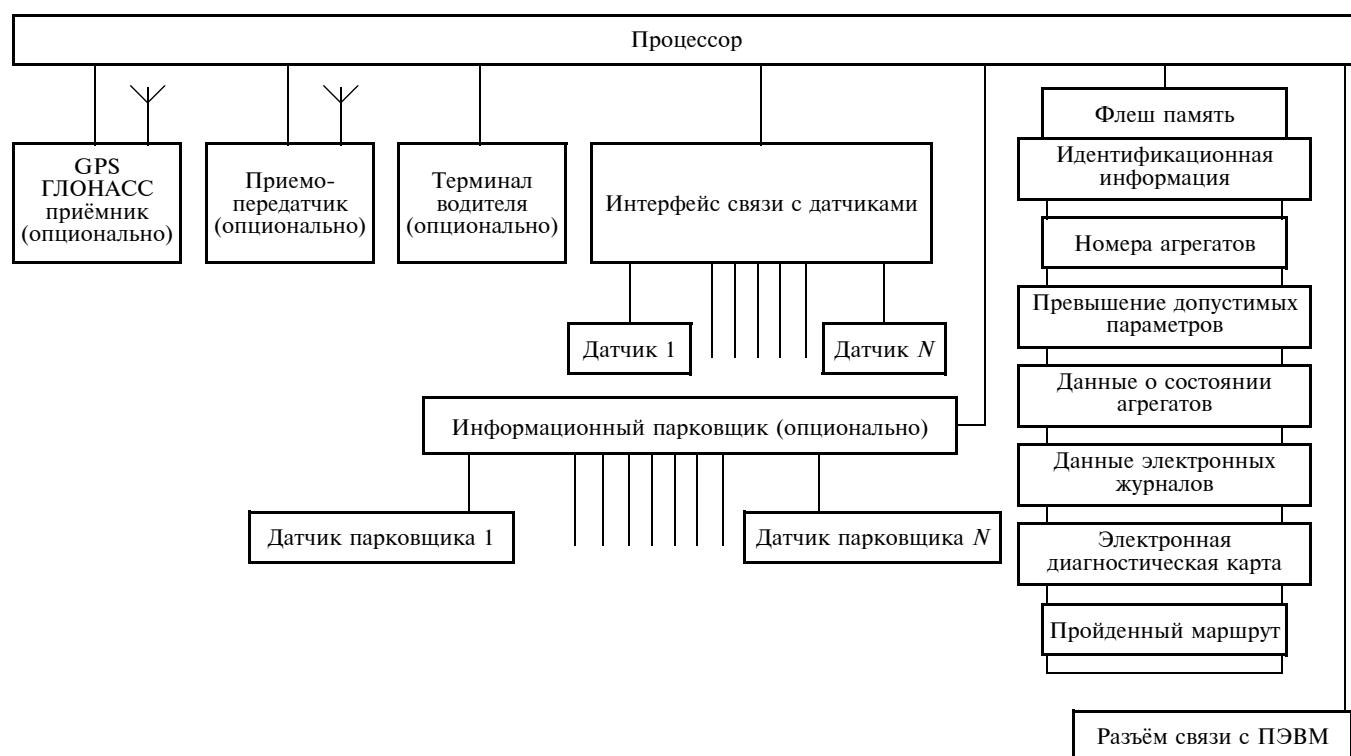 Процессор
GPS
ГЛОНАСС
приёмник
(опционально)
Приемо-
передатчик
(опционально)
Терминал
водителя
(опционально)
Интерфейс связи с датчиками
Флеш память
Идентификационная
информация
Номера агрегатов
Превышение допустимых
параметров
Данные о состоянии
агрегатов
Данные электронных
журналов
Электронная
диагностическая карта
Пройденный маршрут
Датчик 1
Датчик N
Информационный парковщик (опционально)
Датчик парковщика 1
Датчик парковщика N
Разъём связи с ПЭВМ